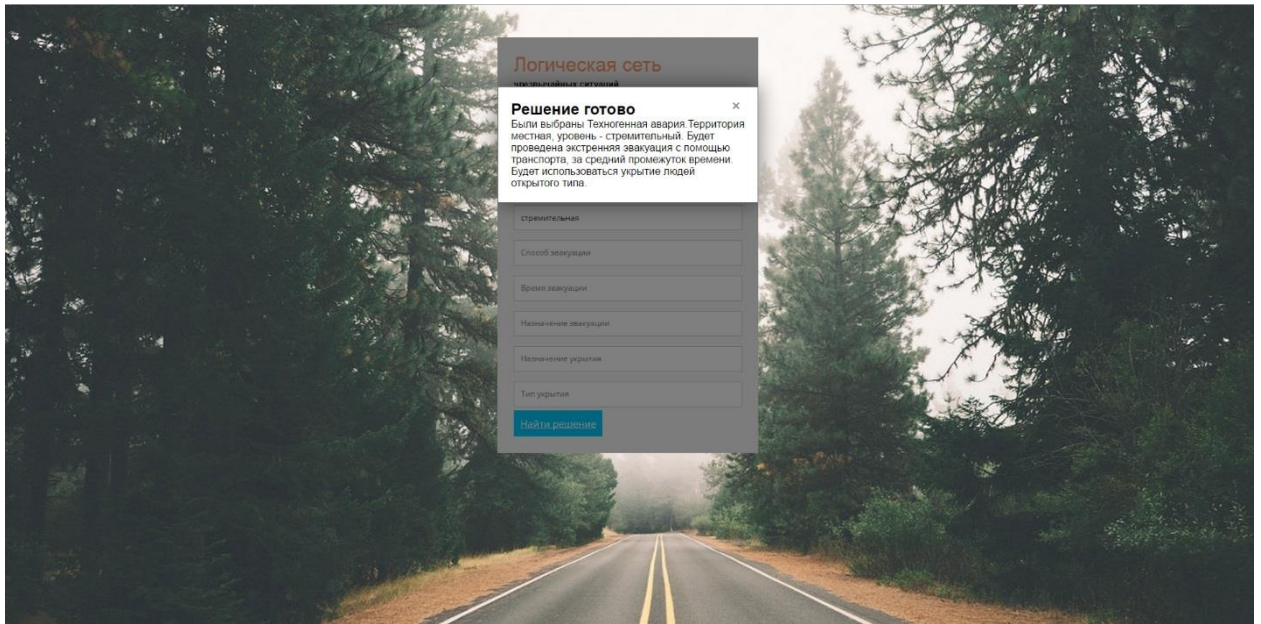 Логическая сеть
чрезвычайных ситуаций
Решение готово ×
Были выбраны Техногенная авария.Территория
местная, уровень - стремительный. Будет
проведена экстренняя эвакуация с помощью
транспорта, за средний промежуток времени.
Будет использоваться укрытие людей
открытого типа.
стремительная
Способ эвакуации
Время эвакуации
Назначение эвакуации
Назначение укрытия
Тип укрытия
Найти решение